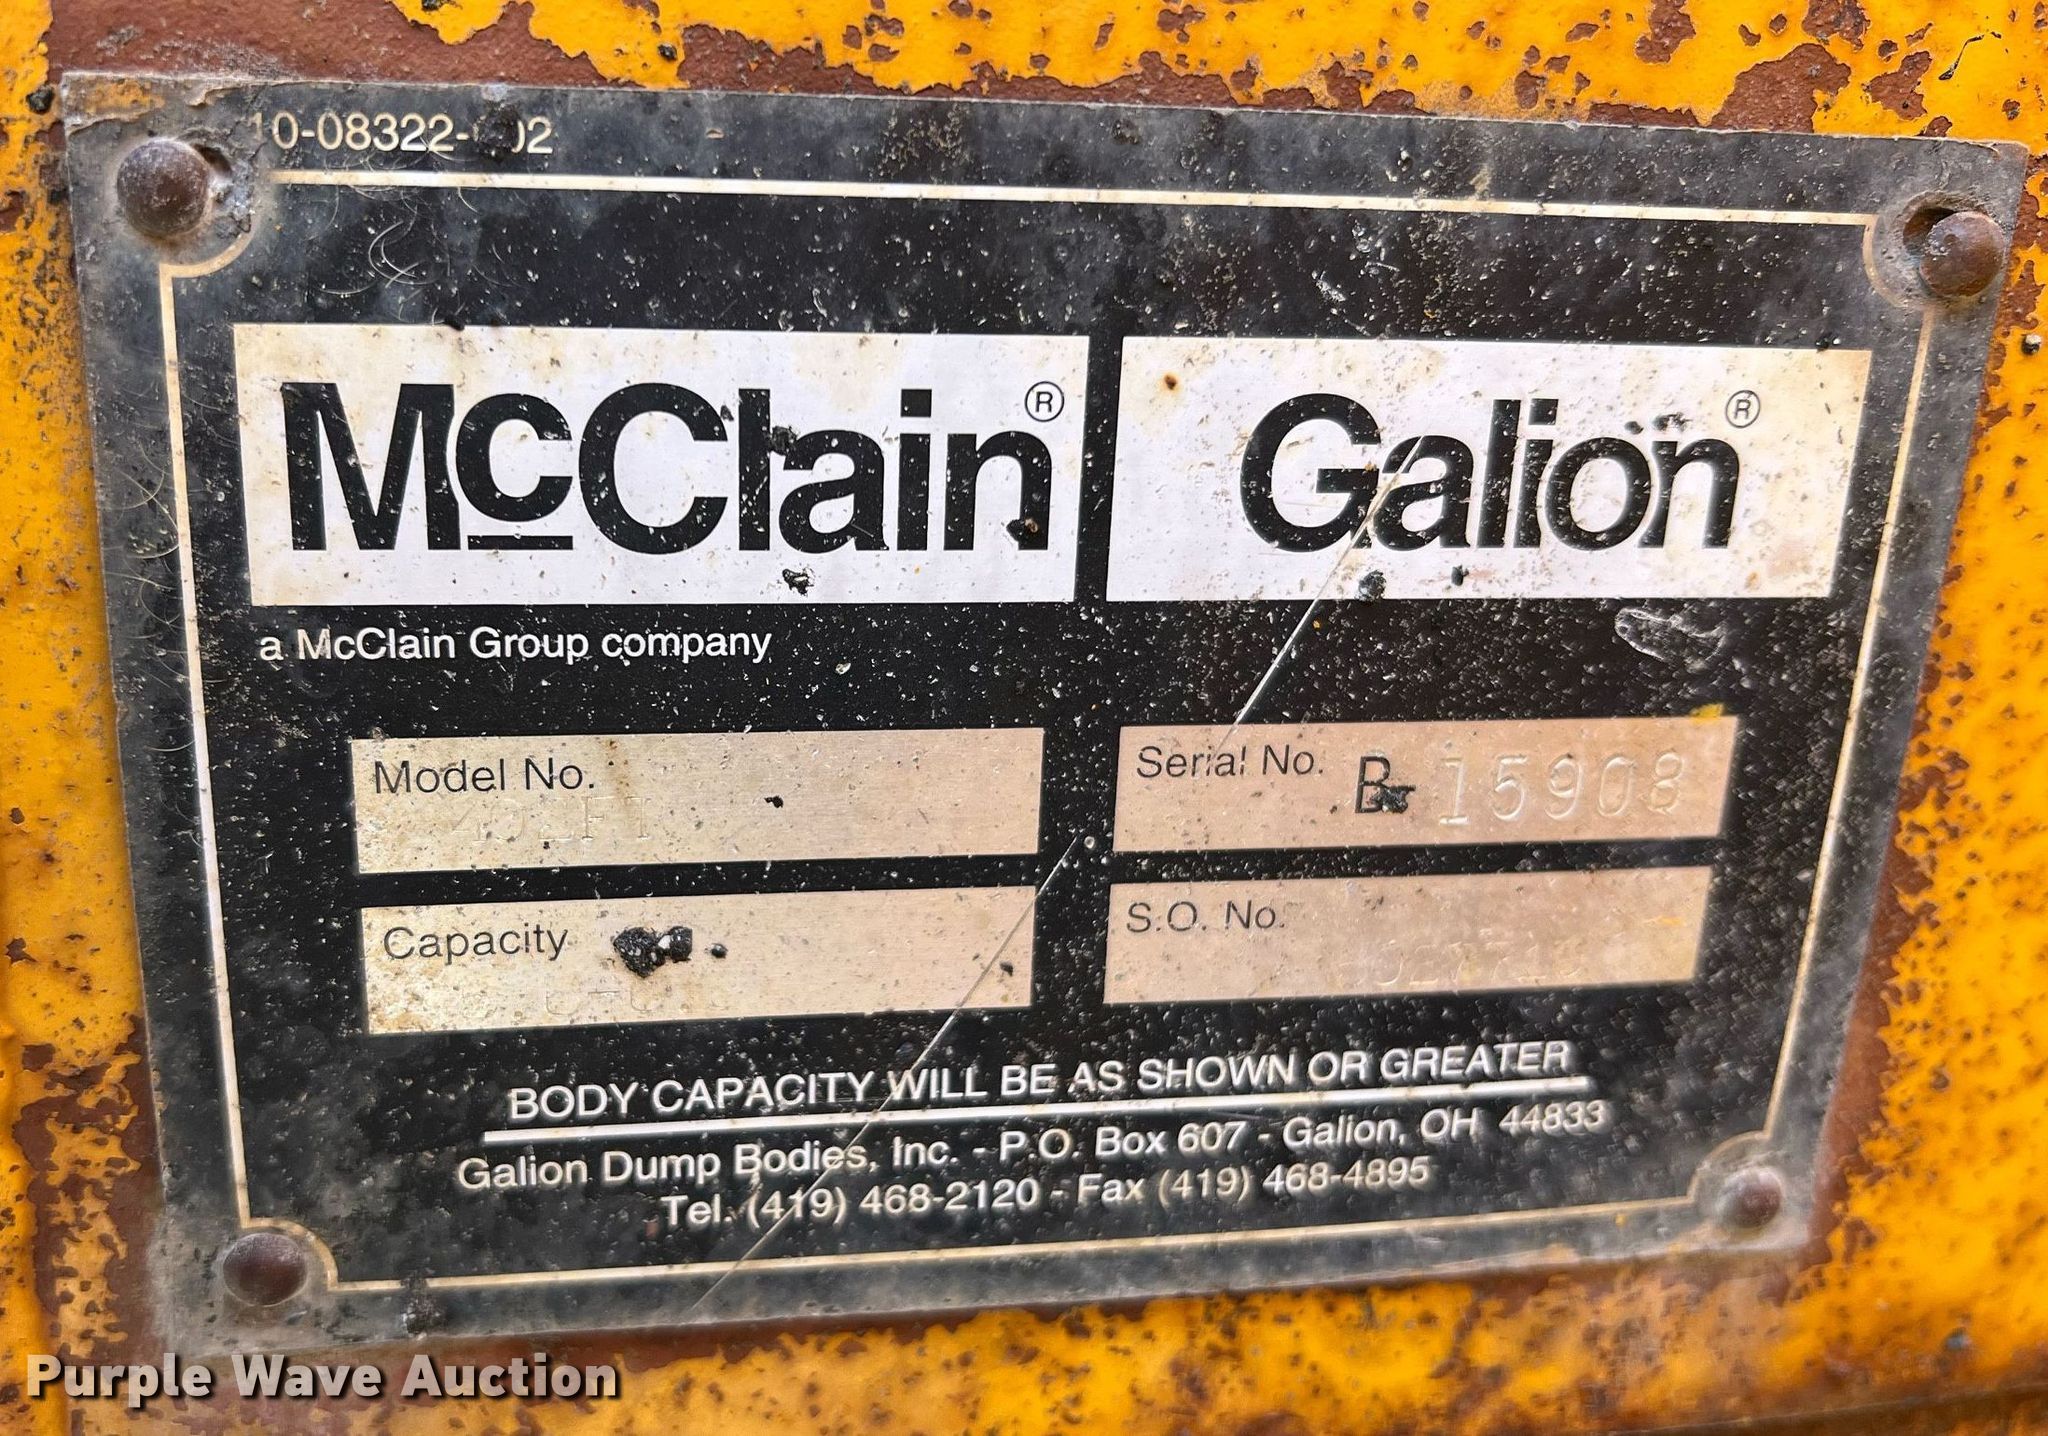 McClain® Galion®
a McClain Group company
Model No.
Serial No. B- 15908
Capacity
S.O. No.
BODY CAPACITY WILL BE AS SHOWN OR GREATER
Galion Dump Bodies, Inc. - P.O. Box 607 - Galion, OH 44833
Tel. (419) 468-2120 - Fax (419) 468-4895
Purple Wave Auction